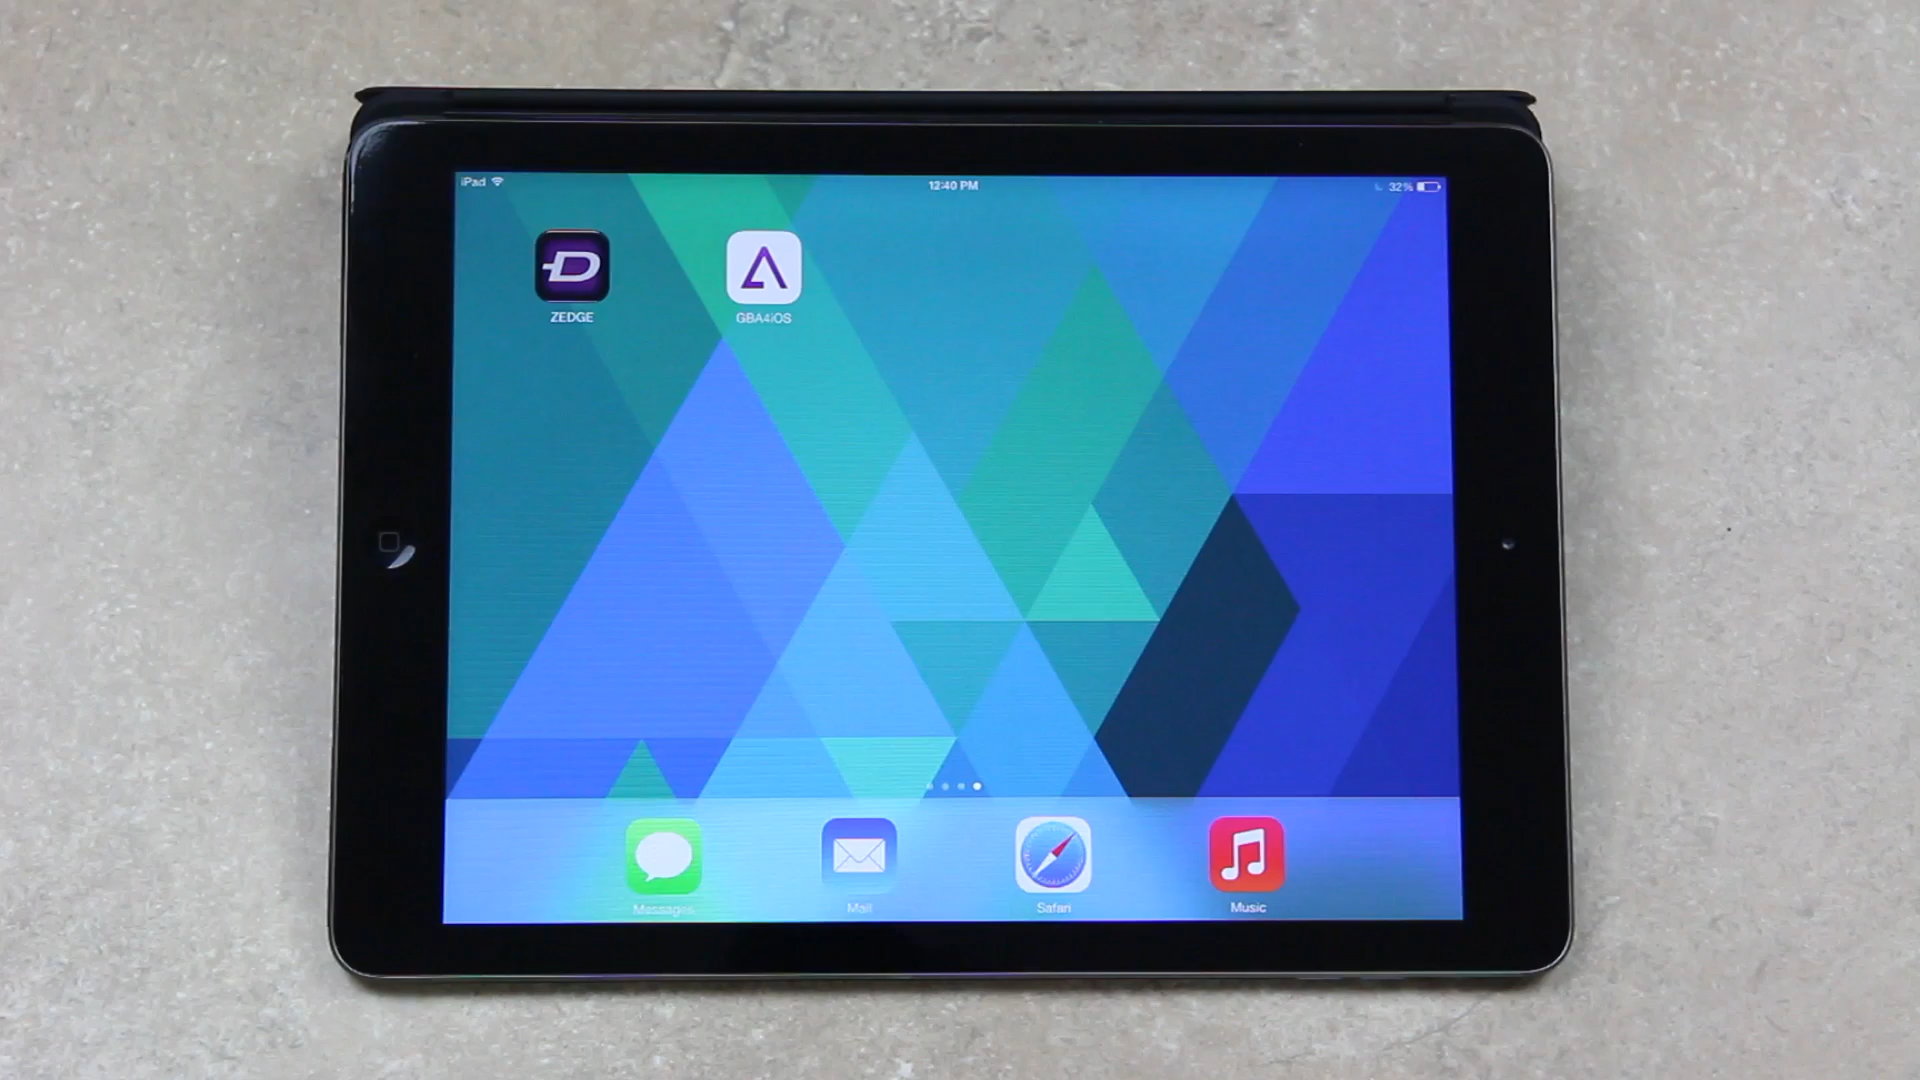 iPad
12:40 PM
32%
ZEDGE
GBA4iOS
Messages
Mail
Safari
Music